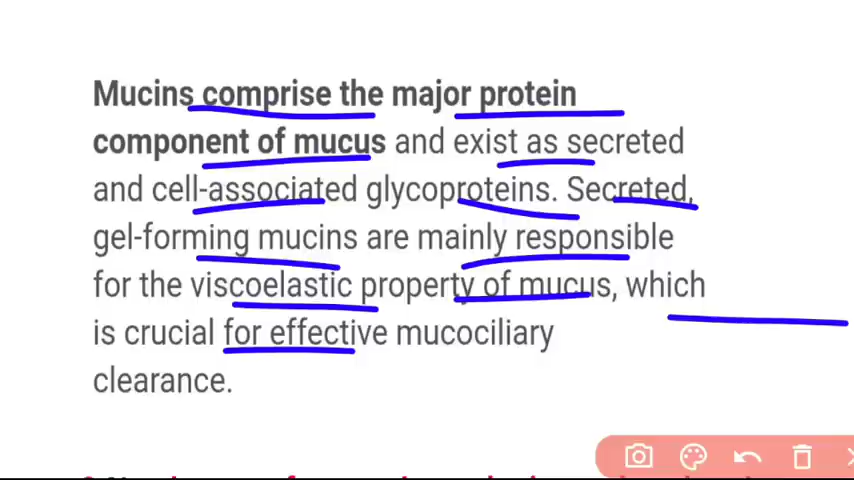 Mucins comprise the major protein
component of mucus and exist as secreted
and cell-associated glycoproteins. Secreted,
gel-forming mucins are mainly responsible
for the viscoelastic property of mucus, which
is crucial for effective mucociliary
clearance.